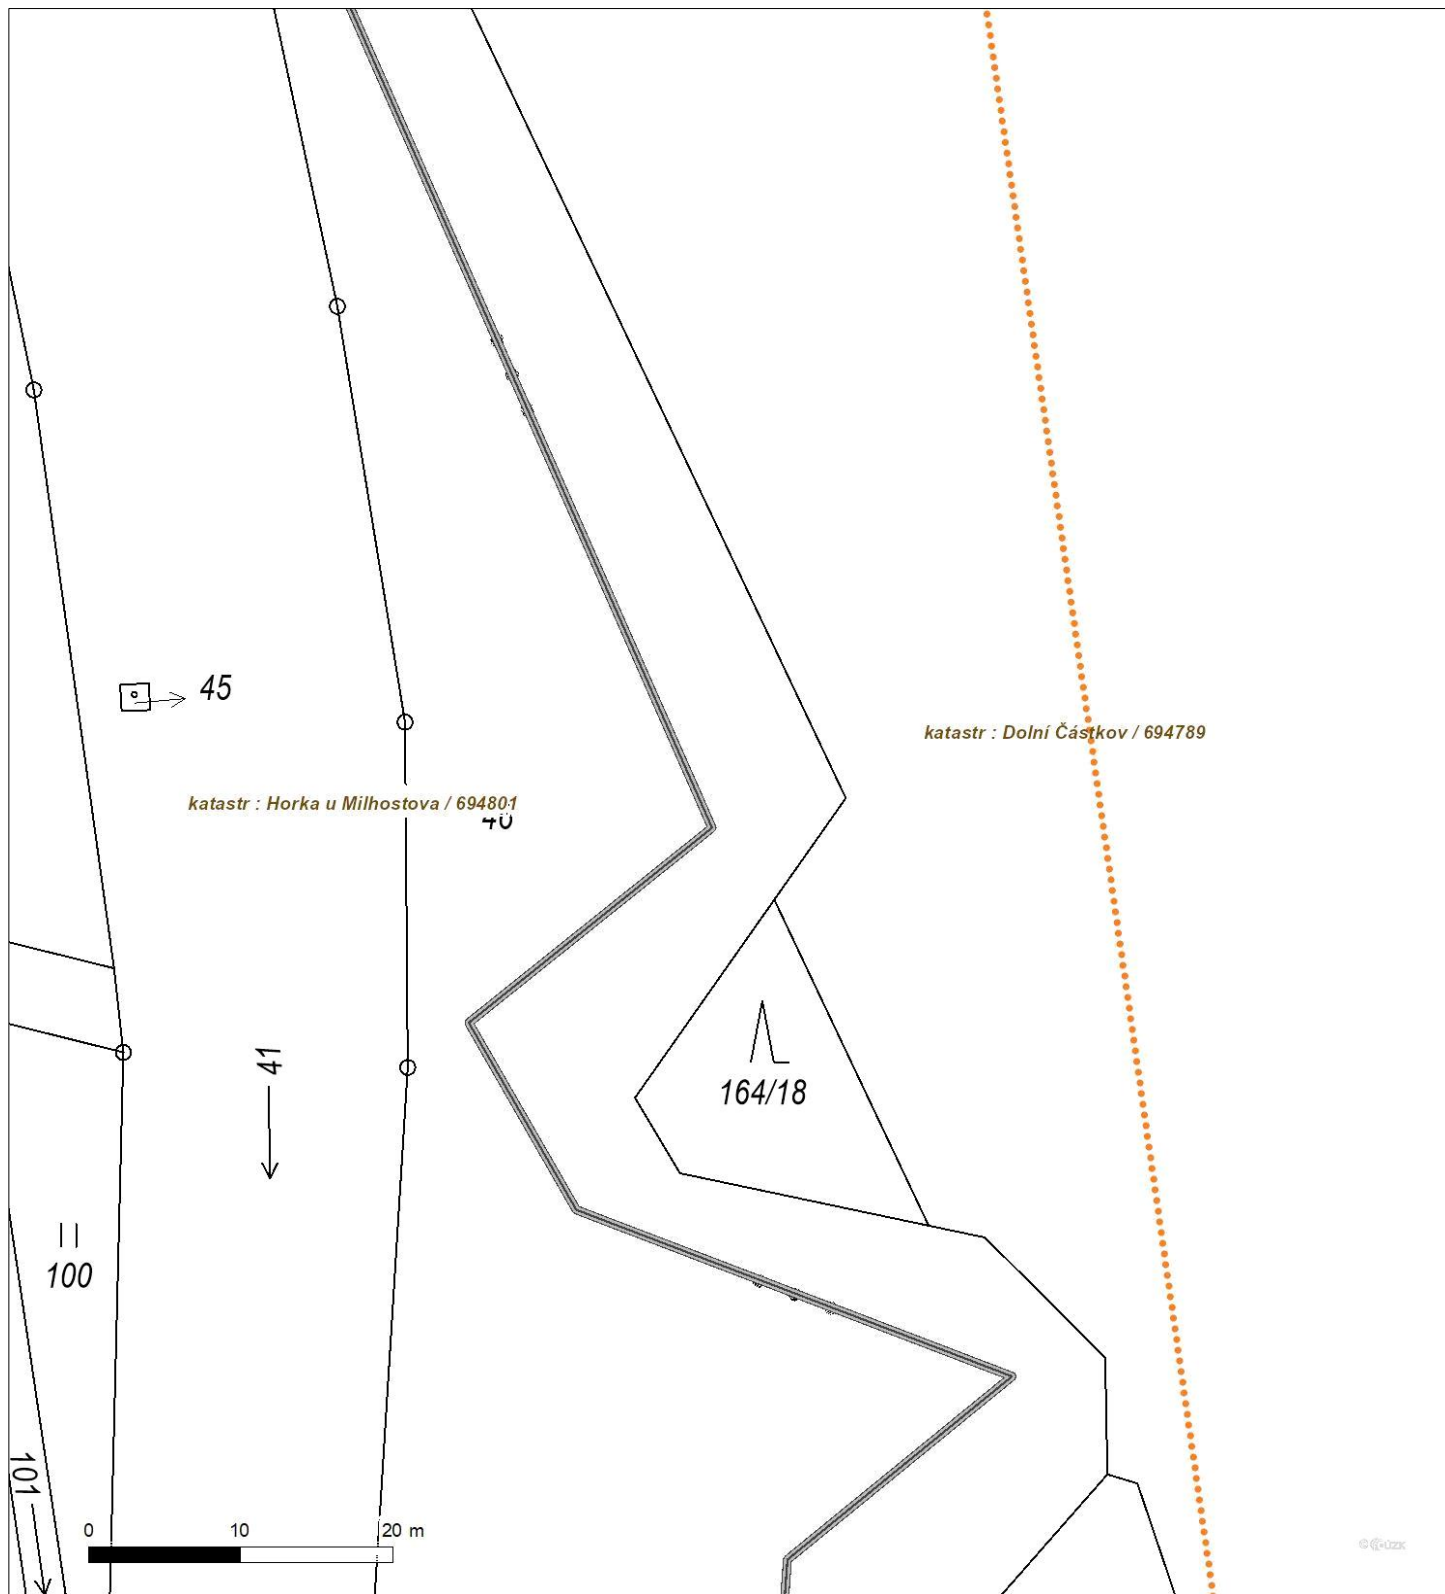 45
katastr : Dolní Částkov / 694789
katastr : Horka u Milhostova / 694801
41
164/18
100
101
0 10 20 m